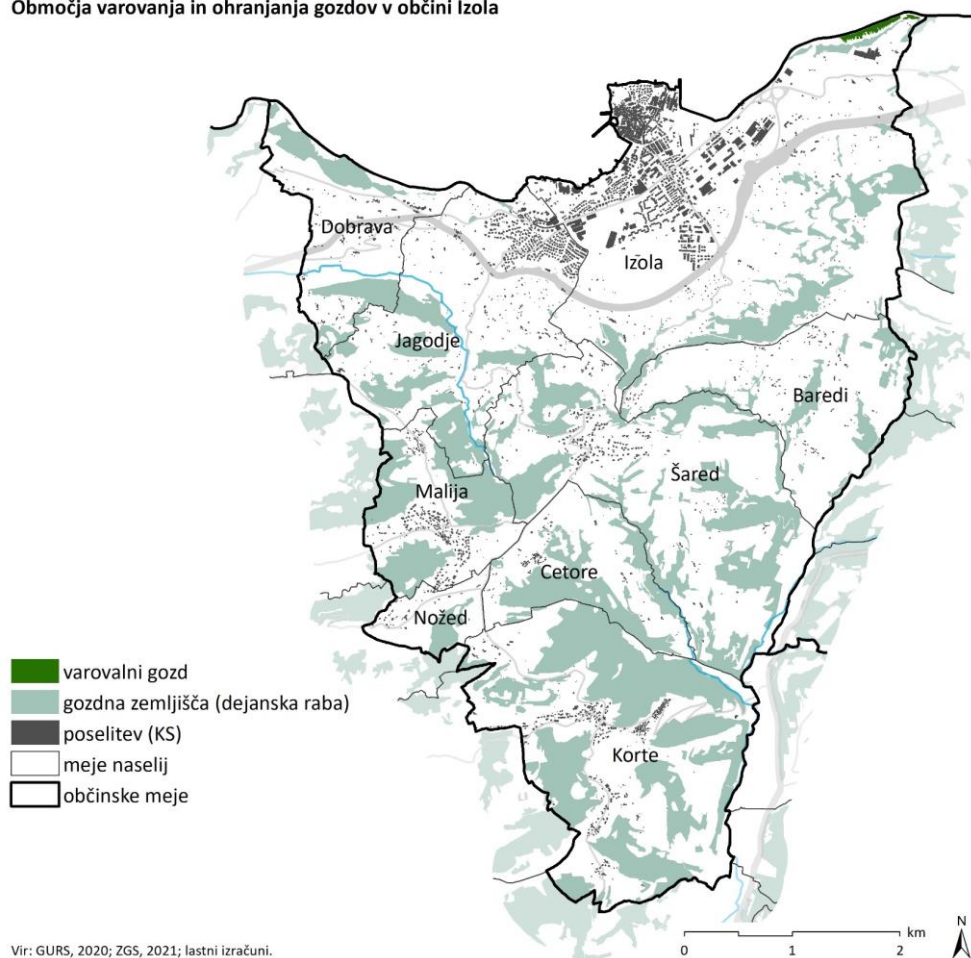 Območja varovanja in ohranjanja gozdov v občini Izola
Dobrava
Izola
Jagodje
Baredi
Šared
Malija
Cetore
Nožed
Korte
varovalni gozd
gozdna zemljišča (dejanska raba)
poselitev (KS)
meje naselij
občinske meje
Vir: GURS, 2020; ZGS, 2021; lastni izračuni.
km
0 1 2
N